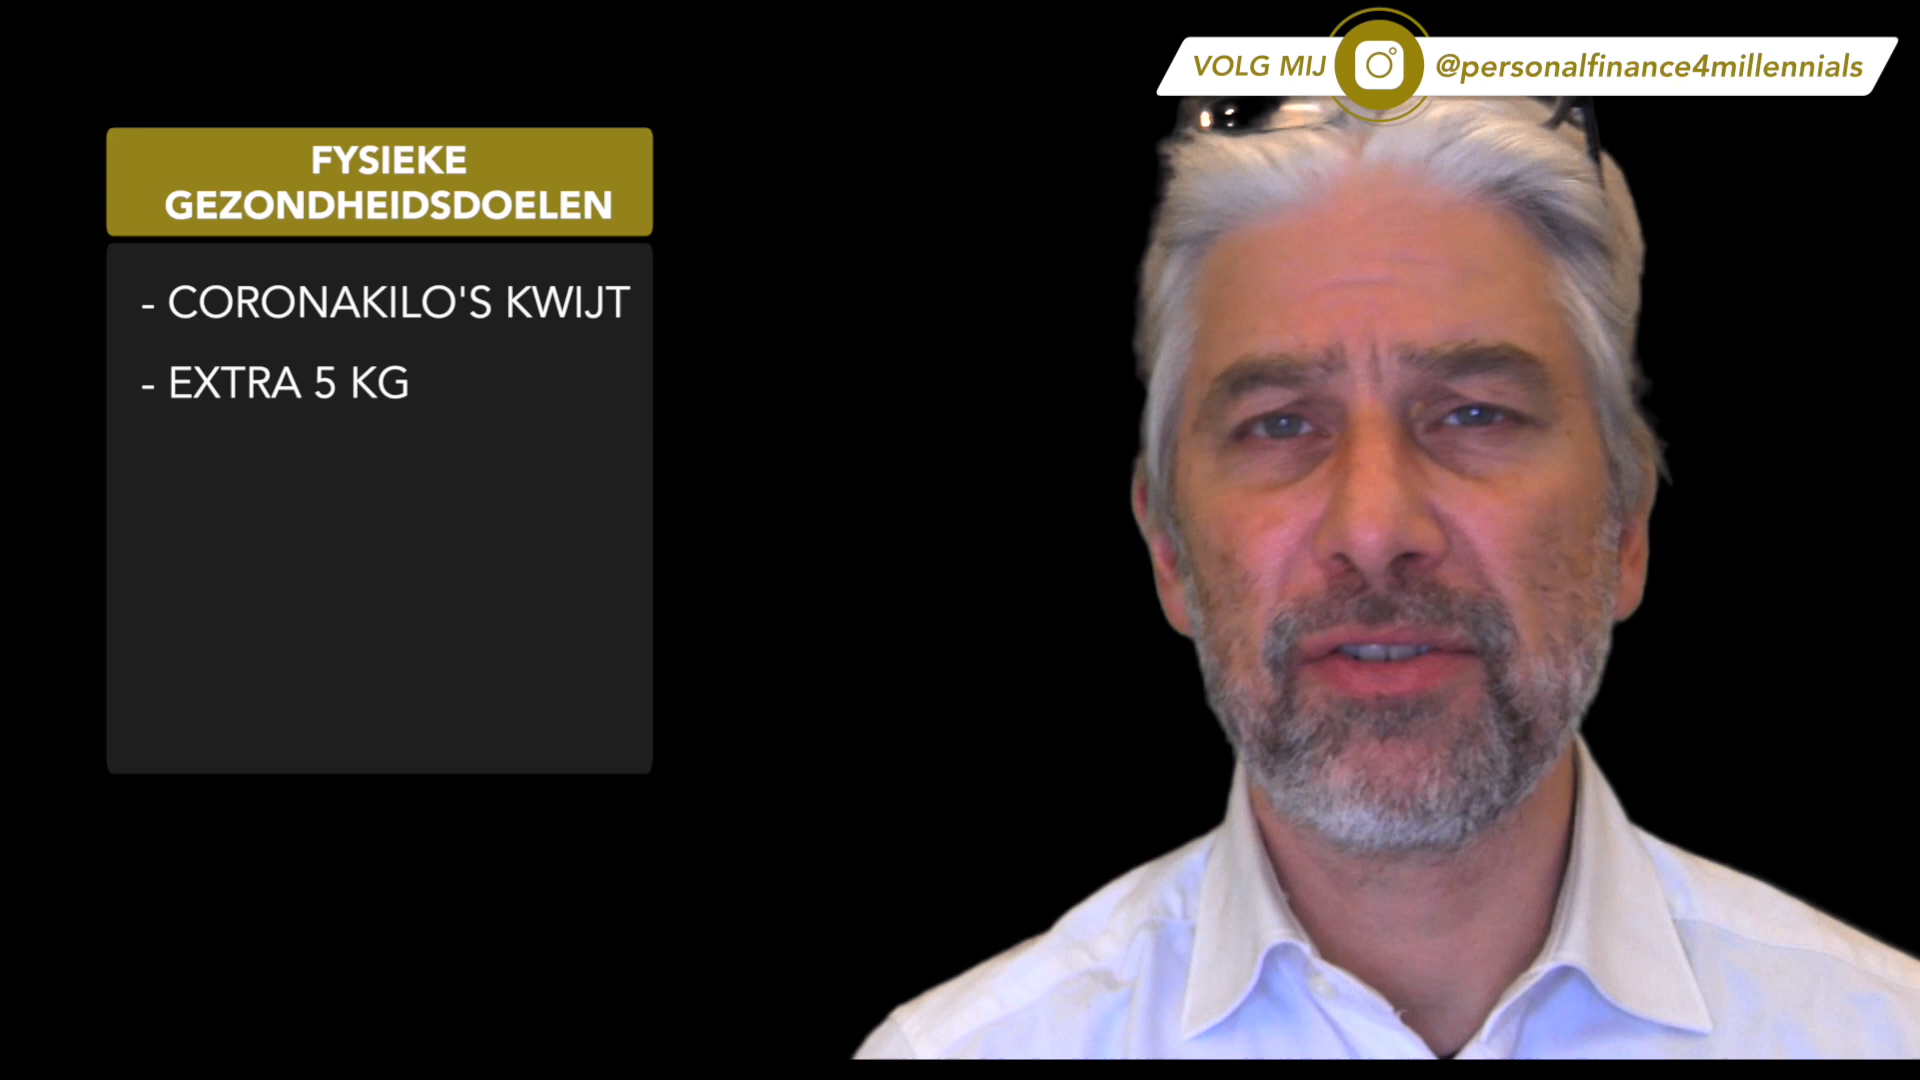 VOLG MIJ @personalfinance4millennials
FYSIEKE
GEZONDHEIDSDOELEN
- CORONAKILO'S KWIJT
- EXTRA 5 KG